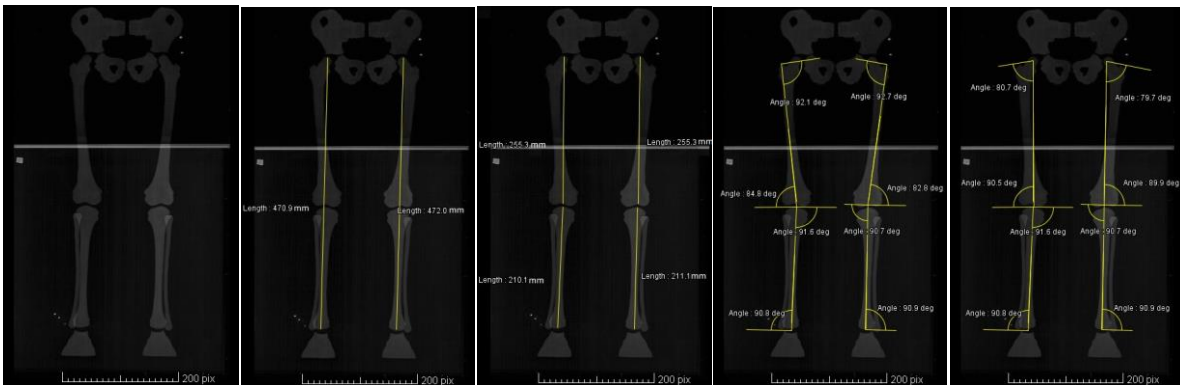 200 pix
Length : 470.9 mm
Length : 472.0 mm
200 pix
Length : 255.3 mm
Length : 255.3 mm
Length : 210.1 mm
Length : 211.1 mm
200 pix
Angle : 92.1 deg
Angle : 92.7 deg
Angle : 84.8 deg
Angle : 82.8 deg
Angle : 91.6 deg
Angle : 90.7 deg
Angle : 90.8 deg
Angle : 90.9 deg
200 pix
Angle : 80.7 deg
Angle : 79.7 deg
Angle : 90.5 deg
Angle : 89.9 deg
Angle : 91.6 deg
Angle : 90.7 deg
Angle : 90.8 deg
Angle : 90.9 deg
200 pix